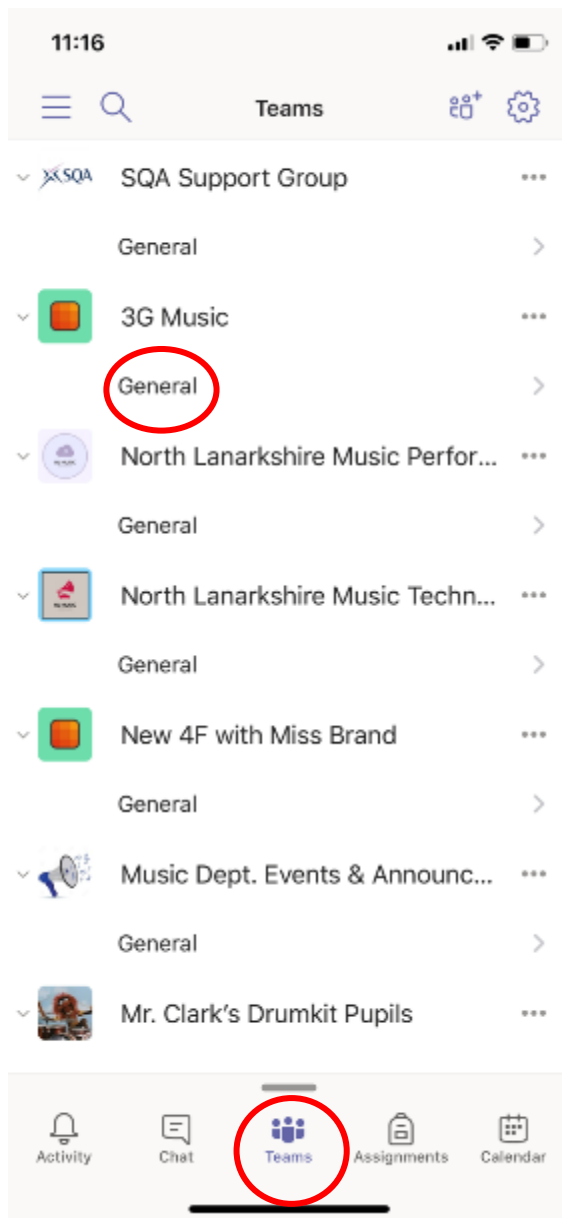 11:16
Teams
SQA SQA Support Group
General
3G Music
General
North Lanarkshire Music Perfor...
General
North Lanarkshire Music Techn...
General
New 4F with Miss Brand
General
Music Dept. Events & Announc...
General
Mr. Clark's Drumkit Pupils
Activity Chat Teams Assignments Calendar